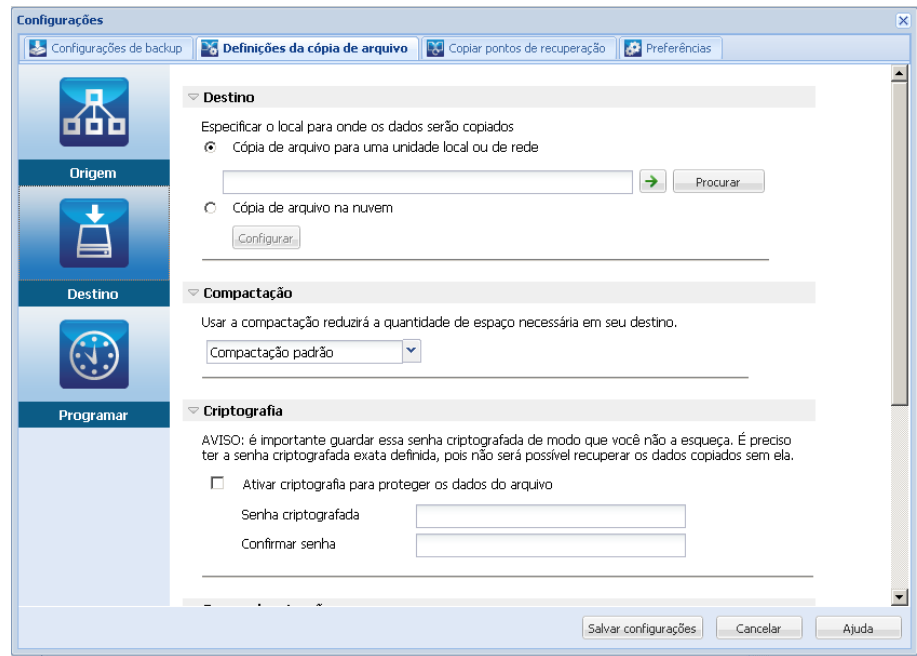 Configurações
Configurações de backup
Definições da cópia de arquivo
Copiar pontos de recuperação
Preferências
Origem
Destino
Programar
Destino
Especificar o local para onde os dados serão copiados
Cópia de arquivo para uma unidade local ou de rede
Procurar
Cópia de arquivo na nuvem
Configurar
Compactação
Usar a compactação reduzirá a quantidade de espaço necessária em seu destino.
Compactação padrão
Criptografia
AVISO: é importante guardar essa senha criptografada de modo que você não a esqueça. É preciso
ter a senha criptografada exata definida, pois não será possível recuperar os dados copiados sem ela.
Ativar criptografia para proteger os dados do arquivo
Senha criptografada
Confirmar senha
Salvar configurações
Cancelar
Ajuda